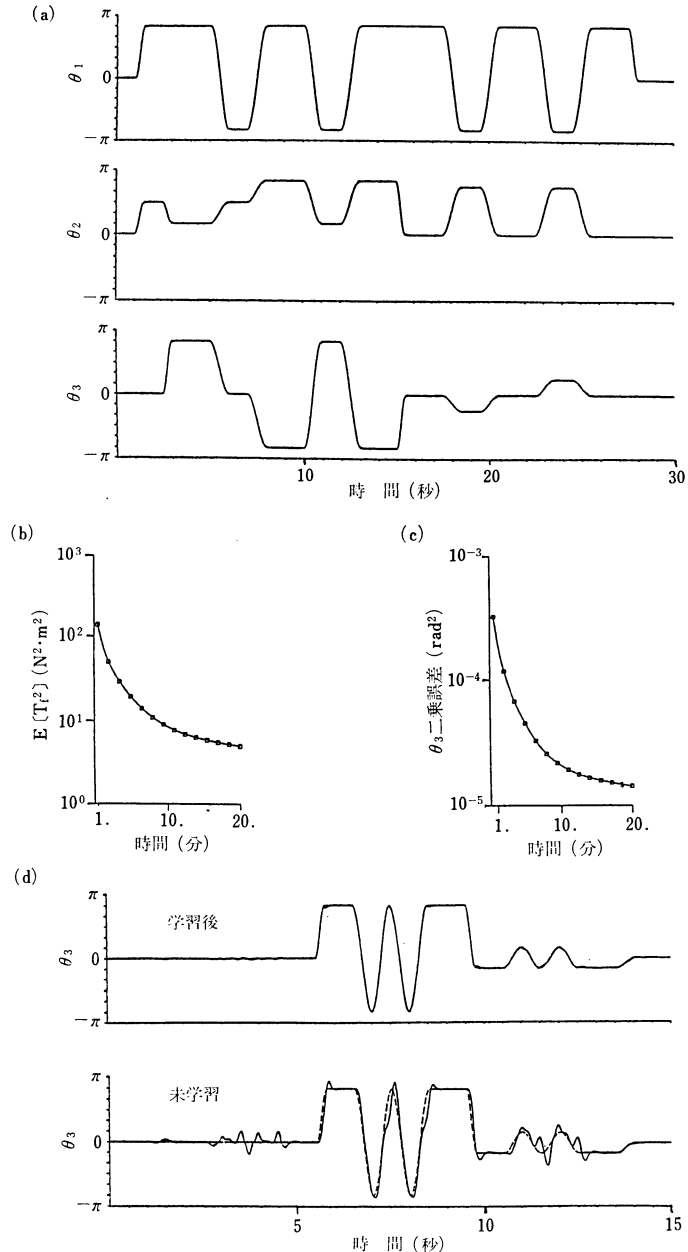 (a)
π
0
−π
θ1
π
0
−π
θ2
π
0
−π
θ3
10
20
30
時 間 (秒)
(b)
10³
10²
10¹
10⁰
E [Tf²] (N²・m²)
1.
10.
20.
時間 (分)
(c)
10⁻³
10⁻⁴
10⁻⁵
θ3二乗誤差 (rad²)
1.
10.
20.
時間 (分)
(d)
π
0
−π
θ3
学習後
π
0
−π
θ3
未学習
5
10
15
時 間 (秒)